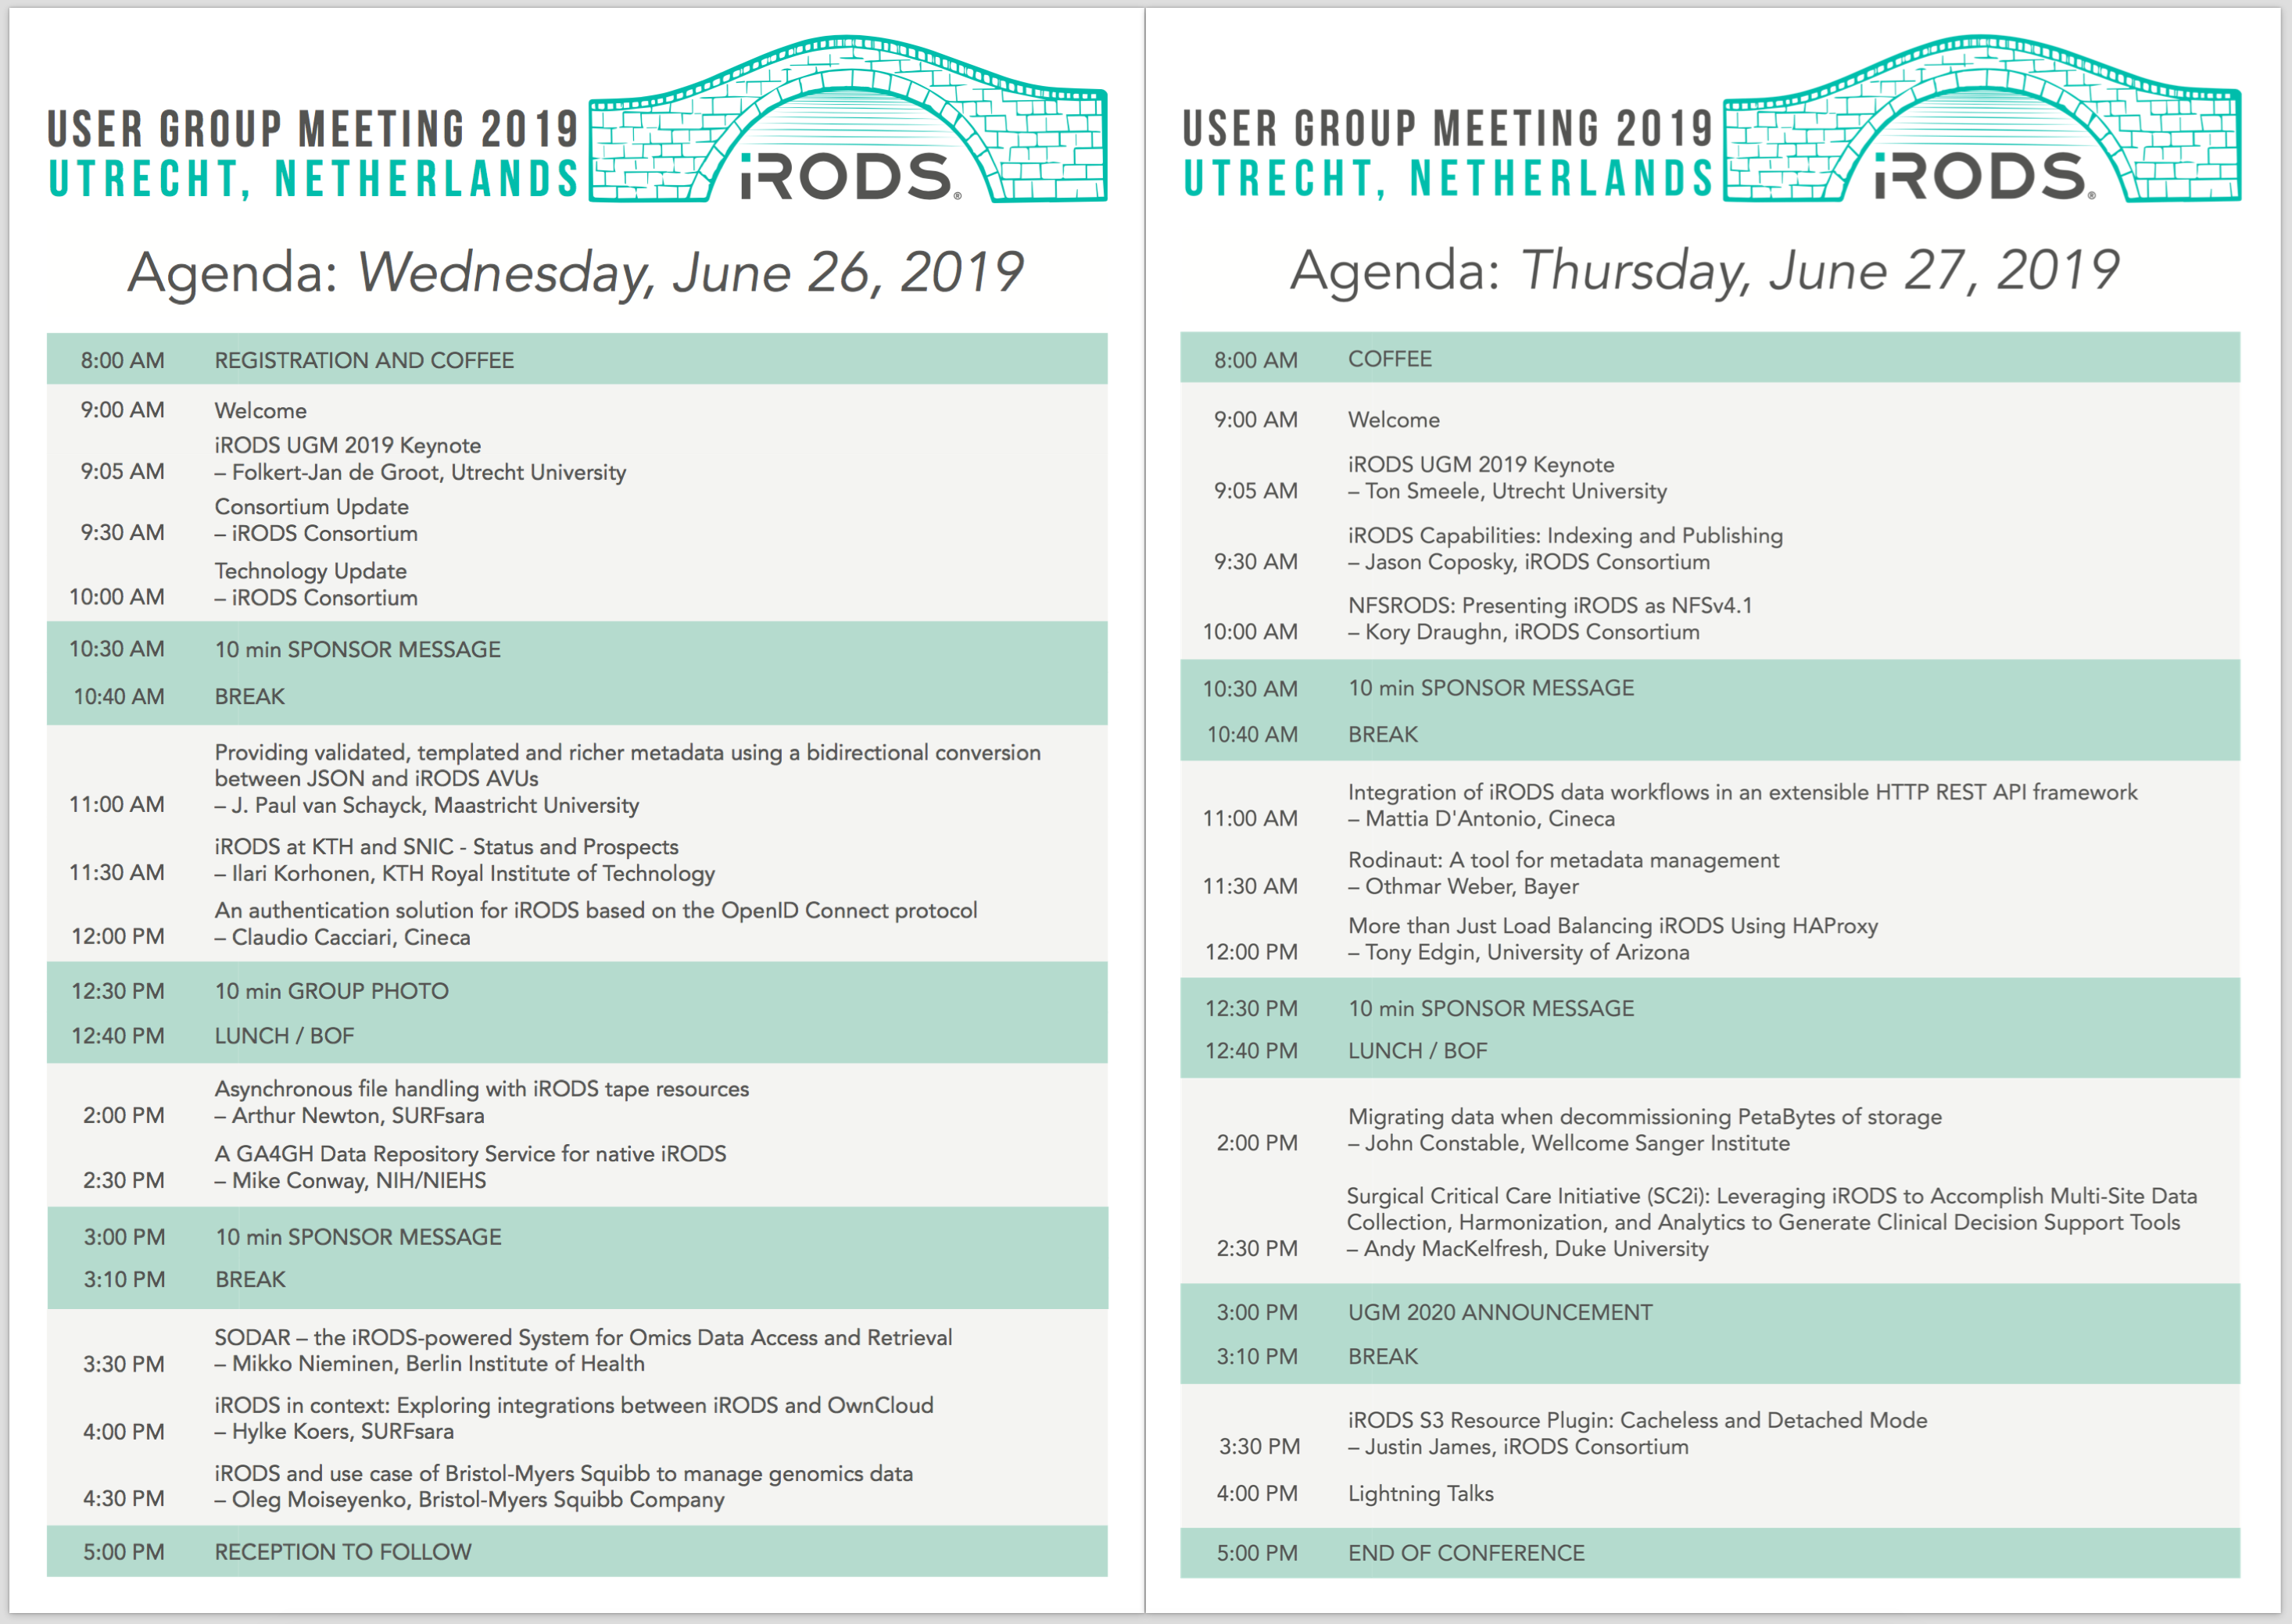 USER GROUP MEETING 2019
UTRECHT, NETHERLANDS
iRODS®
Agenda: Wednesday, June 26, 2019
8:00 AM REGISTRATION AND COFFEE
9:00 AM Welcome
iRODS UGM 2019 Keynote
9:05 AM – Folkert-Jan de Groot, Utrecht University
Consortium Update
9:30 AM – iRODS Consortium
Technology Update
10:00 AM – iRODS Consortium
10:30 AM 10 min SPONSOR MESSAGE
10:40 AM BREAK
Providing validated, templated and richer metadata using a bidirectional conversion
between JSON and iRODS AVUs
11:00 AM – J. Paul van Schayck, Maastricht University
iRODS at KTH and SNIC - Status and Prospects
11:30 AM – Ilari Korhonen, KTH Royal Institute of Technology
An authentication solution for iRODS based on the OpenID Connect protocol
12:00 PM – Claudio Cacciari, Cineca
12:30 PM 10 min GROUP PHOTO
12:40 PM LUNCH / BOF
Asynchronous file handling with iRODS tape resources
2:00 PM – Arthur Newton, SURFsara
A GA4GH Data Repository Service for native iRODS
2:30 PM – Mike Conway, NIH/NIEHS
3:00 PM 10 min SPONSOR MESSAGE
3:10 PM BREAK
SODAR – the iRODS-powered System for Omics Data Access and Retrieval
3:30 PM – Mikko Nieminen, Berlin Institute of Health
iRODS in context: Exploring integrations between iRODS and OwnCloud
4:00 PM – Hylke Koers, SURFsara
iRODS and use case of Bristol-Myers Squibb to manage genomics data
4:30 PM – Oleg Moiseyenko, Bristol-Myers Squibb Company
5:00 PM RECEPTION TO FOLLOW
USER GROUP MEETING 2019
UTRECHT, NETHERLANDS
iRODS®
Agenda: Thursday, June 27, 2019
8:00 AM COFFEE
9:00 AM Welcome
iRODS UGM 2019 Keynote
9:05 AM – Ton Smeele, Utrecht University
iRODS Capabilities: Indexing and Publishing
9:30 AM – Jason Coposky, iRODS Consortium
NFSRODS: Presenting iRODS as NFSv4.1
10:00 AM – Kory Draughn, iRODS Consortium
10:30 AM 10 min SPONSOR MESSAGE
10:40 AM BREAK
Integration of iRODS data workflows in an extensible HTTP REST API framework
11:00 AM – Mattia D'Antonio, Cineca
Rodinaut: A tool for metadata management
11:30 AM – Othmar Weber, Bayer
More than Just Load Balancing iRODS Using HAProxy
12:00 PM – Tony Edgin, University of Arizona
12:30 PM 10 min SPONSOR MESSAGE
12:40 PM LUNCH / BOF
Migrating data when decommissioning PetaBytes of storage
2:00 PM – John Constable, Wellcome Sanger Institute
Surgical Critical Care Initiative (SC2i): Leveraging iRODS to Accomplish Multi-Site Data
Collection, Harmonization, and Analytics to Generate Clinical Decision Support Tools
2:30 PM – Andy MacKelfresh, Duke University
3:00 PM UGM 2020 ANNOUNCEMENT
3:10 PM BREAK
iRODS S3 Resource Plugin: Cacheless and Detached Mode
3:30 PM – Justin James, iRODS Consortium
4:00 PM Lightning Talks
5:00 PM END OF CONFERENCE